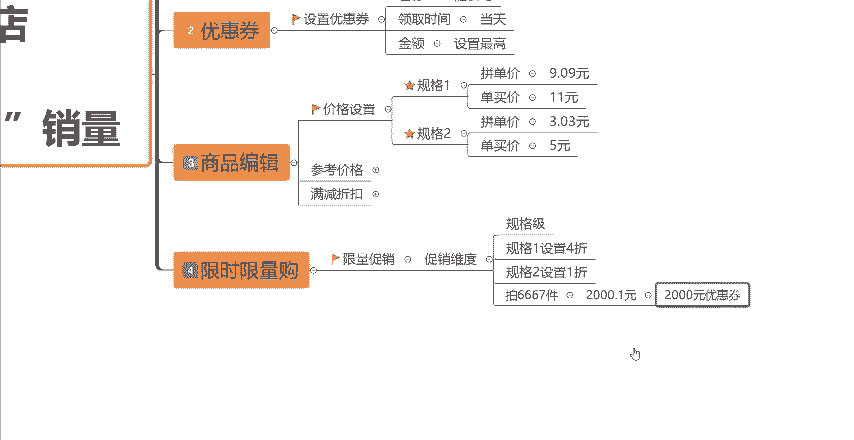 店
”销量
2 优惠券
设置优惠券
领取时间 当天
金额 设置最高
3 商品编辑
价格设置
规格1
拼单价 9.09元
单买价 11元
规格2
拼单价 3.03元
单买价 5元
参考价格
满减折扣
4 限时限量购
限量促销
促销维度
规格级
规格1设置4折
规格2设置1折
拍6667件 2000.1元 2000元优惠券